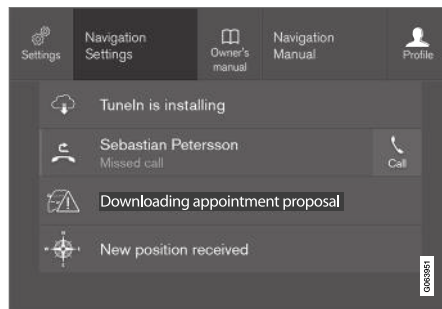 Settings
Navigation
Settings
Owner's
manual
Navigation
Manual
Profile
TuneIn is installing
Sebastian Petersson
Missed call
Call
Downloading appointment proposal
New position received
G063951